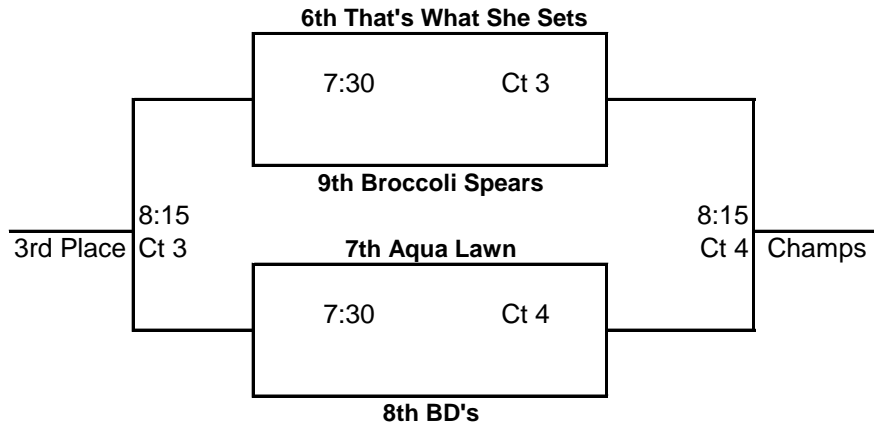 6th That's What She Sets
7:30 Ct 3
9th Broccoli Spears
8:15 8:15
3rd Place Ct 3 7th Aqua Lawn Ct 4 Champs
7:30 Ct 4
8th BD's